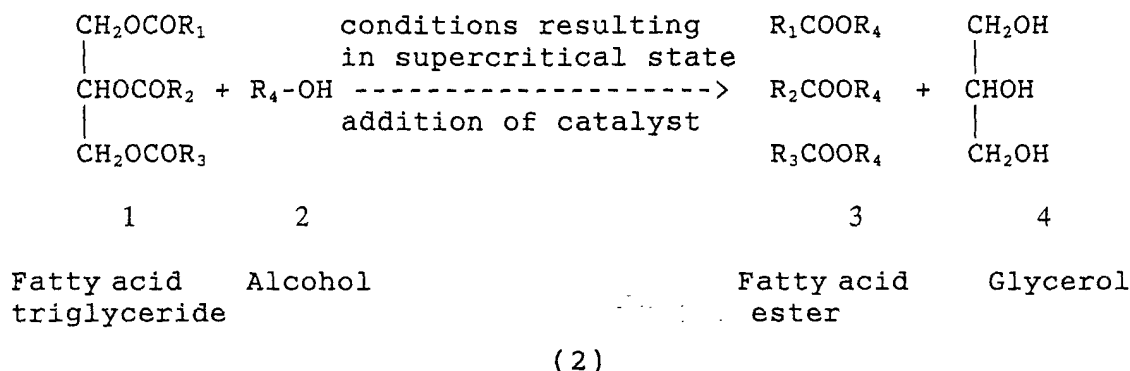 CH₂OCOR₁ conditions resulting R₁COOR₄ CH₂OH
in supercritical state
CHOCOR₂ + R₄-OH ---------------------> R₂COOR₄ + CHOH
addition of catalyst
CH₂OCOR₃ R₃COOR₄ CH₂OH
1 2 3 4
Fatty acid Alcohol Fatty acid Glycerol
triglyceride ester
(2)